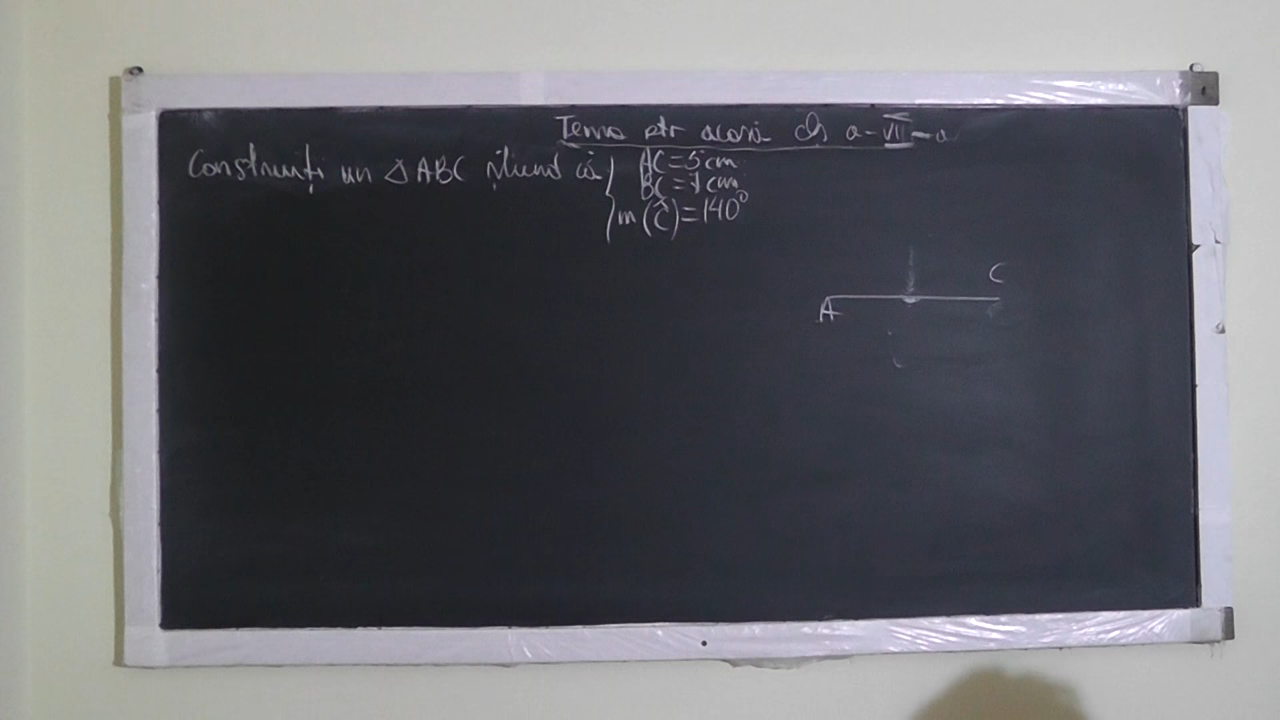 Tema ptr acasă cls a-VII-a
Construiți un △ABC știind că { AC=5cm
BC=7cm
m(Ĉ)=140°
C
A